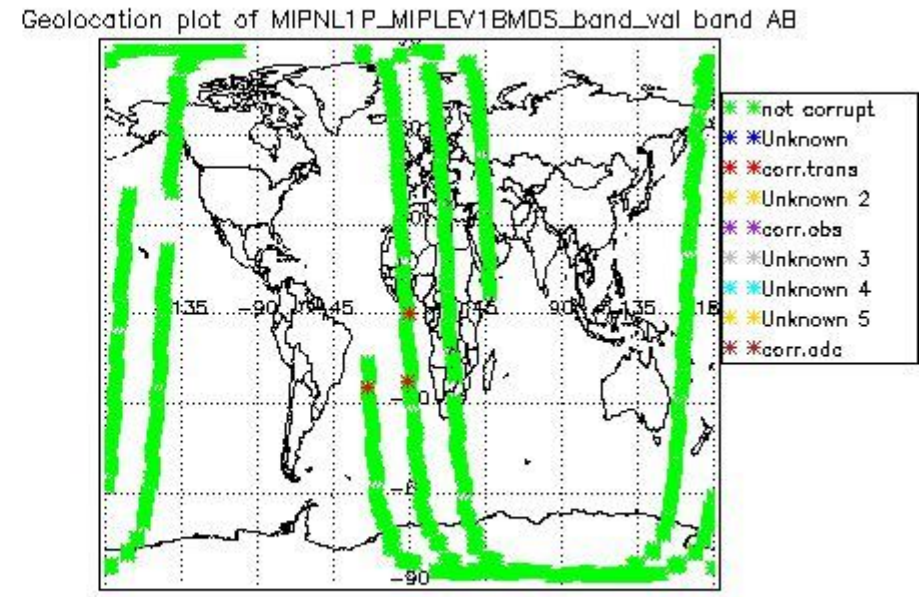 Geolocation plot of MIPNL1P_MIPLEV1BMDS_band_val band AB
not corrupt
Unknown
corr.trans
Unknown 2
corr.obs
Unknown 3
Unknown 4
Unknown 5
corr.adc
135 -90 -45 45 90 135 18
-90